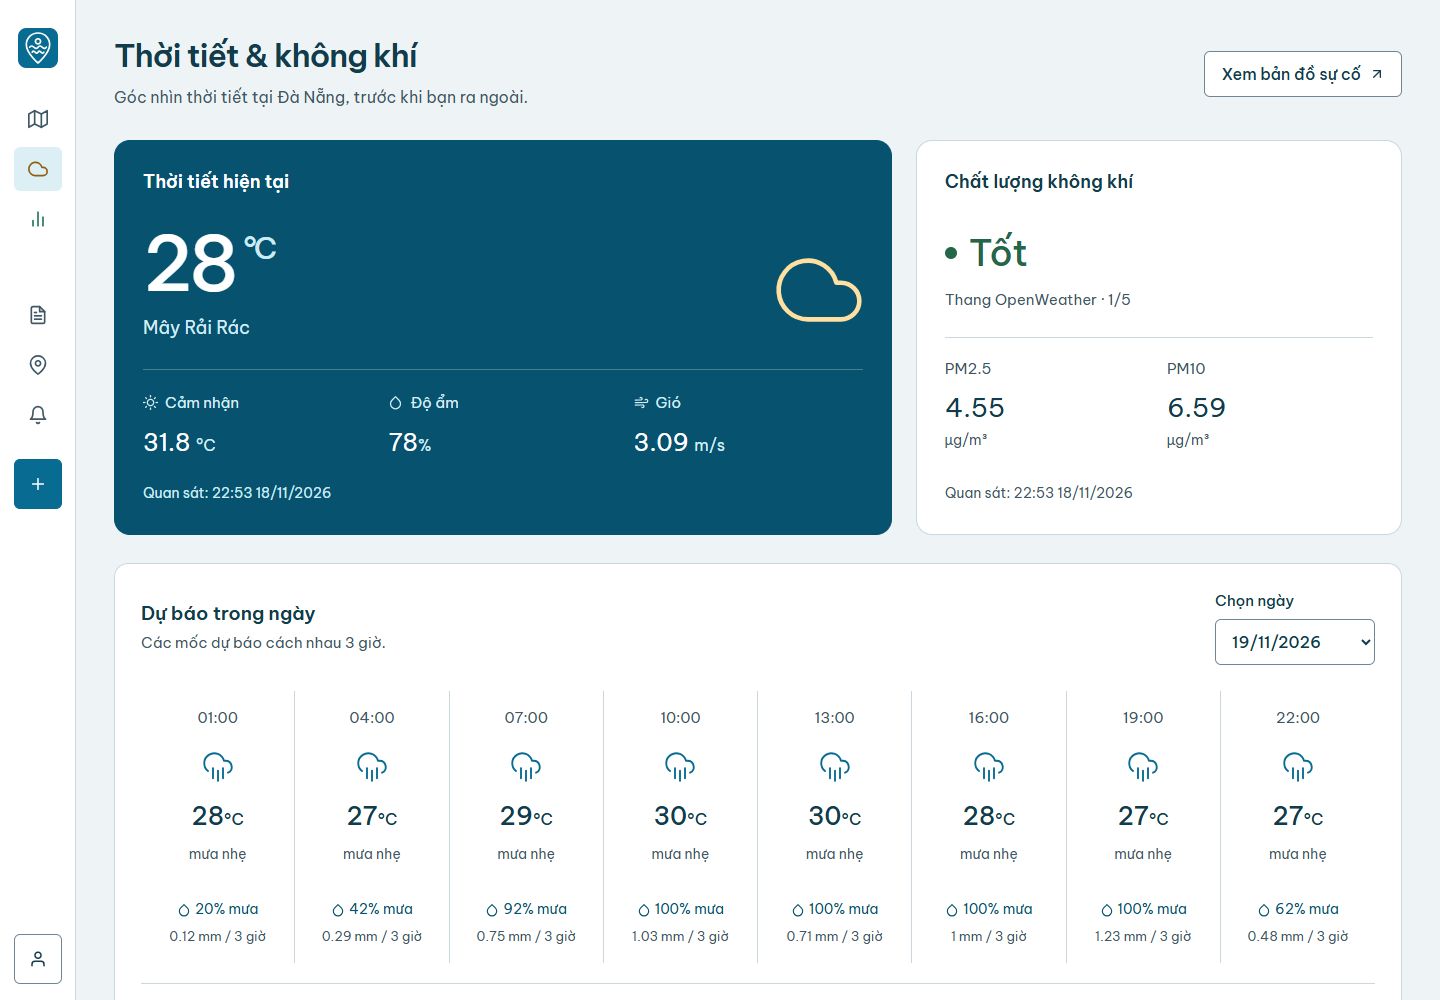 Thời tiết & không khí
Góc nhìn thời tiết tại Đà Nẵng, trước khi bạn ra ngoài.
Xem bản đồ sự cố
Thời tiết hiện tại
28 °C
Mây Rải Rác
Cảm nhận
31.8 °C
Độ ẩm
78%
Gió
3.09 m/s
Quan sát: 22:53 18/11/2026
Chất lượng không khí
Tốt
Thang OpenWeather · 1/5
PM2.5
4.55
µg/m³
PM10
6.59
µg/m³
Quan sát: 22:53 18/11/2026
Dự báo trong ngày
Các mốc dự báo cách nhau 3 giờ.
Chọn ngày
19/11/2026
01:00
28°C
mưa nhẹ
20% mưa
0.12 mm / 3 giờ
04:00
27°C
mưa nhẹ
42% mưa
0.29 mm / 3 giờ
07:00
29°C
mưa nhẹ
92% mưa
0.75 mm / 3 giờ
10:00
30°C
mưa nhẹ
100% mưa
1.03 mm / 3 giờ
13:00
30°C
mưa nhẹ
100% mưa
0.71 mm / 3 giờ
16:00
28°C
mưa nhẹ
100% mưa
1 mm / 3 giờ
19:00
27°C
mưa nhẹ
100% mưa
1.23 mm / 3 giờ
22:00
27°C
mưa nhẹ
62% mưa
0.48 mm / 3 giờ